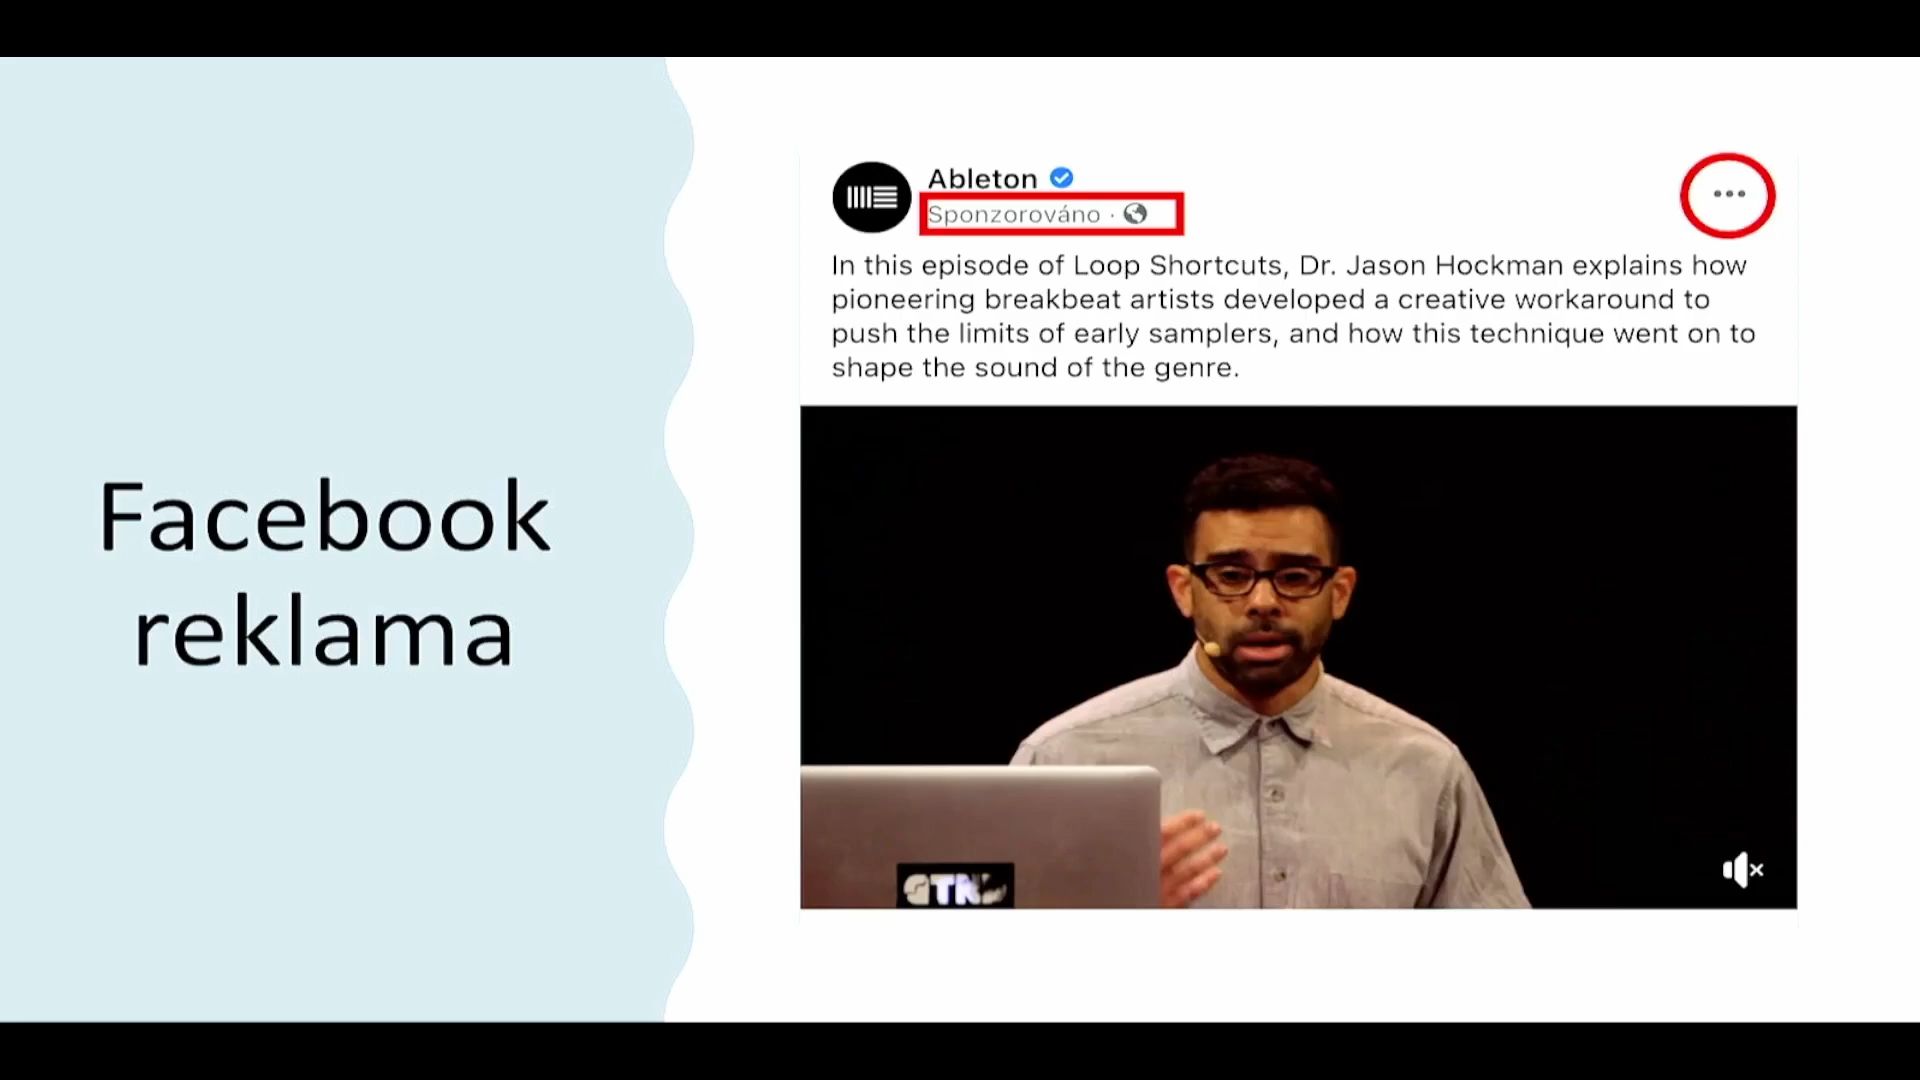 Facebook
reklama
Ableton
Sponzorováno ·
In this episode of Loop Shortcuts, Dr. Jason Hockman explains how
pioneering breakbeat artists developed a creative workaround to
push the limits of early samplers, and how this technique went on to
shape the sound of the genre.